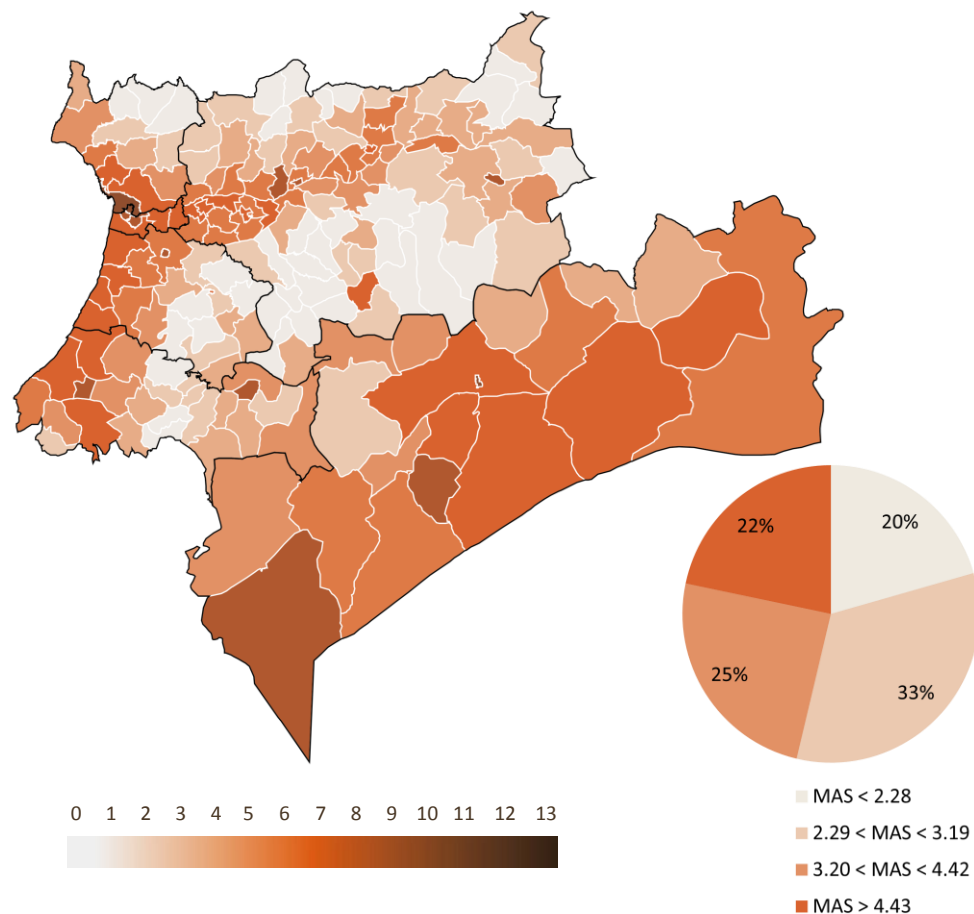 20%
22%
25%
33%
0 1 2 3 4 5 6 7 8 9 10 11 12 13
MAS < 2.28
2.29 < MAS < 3.19
3.20 < MAS < 4.42
MAS > 4.43